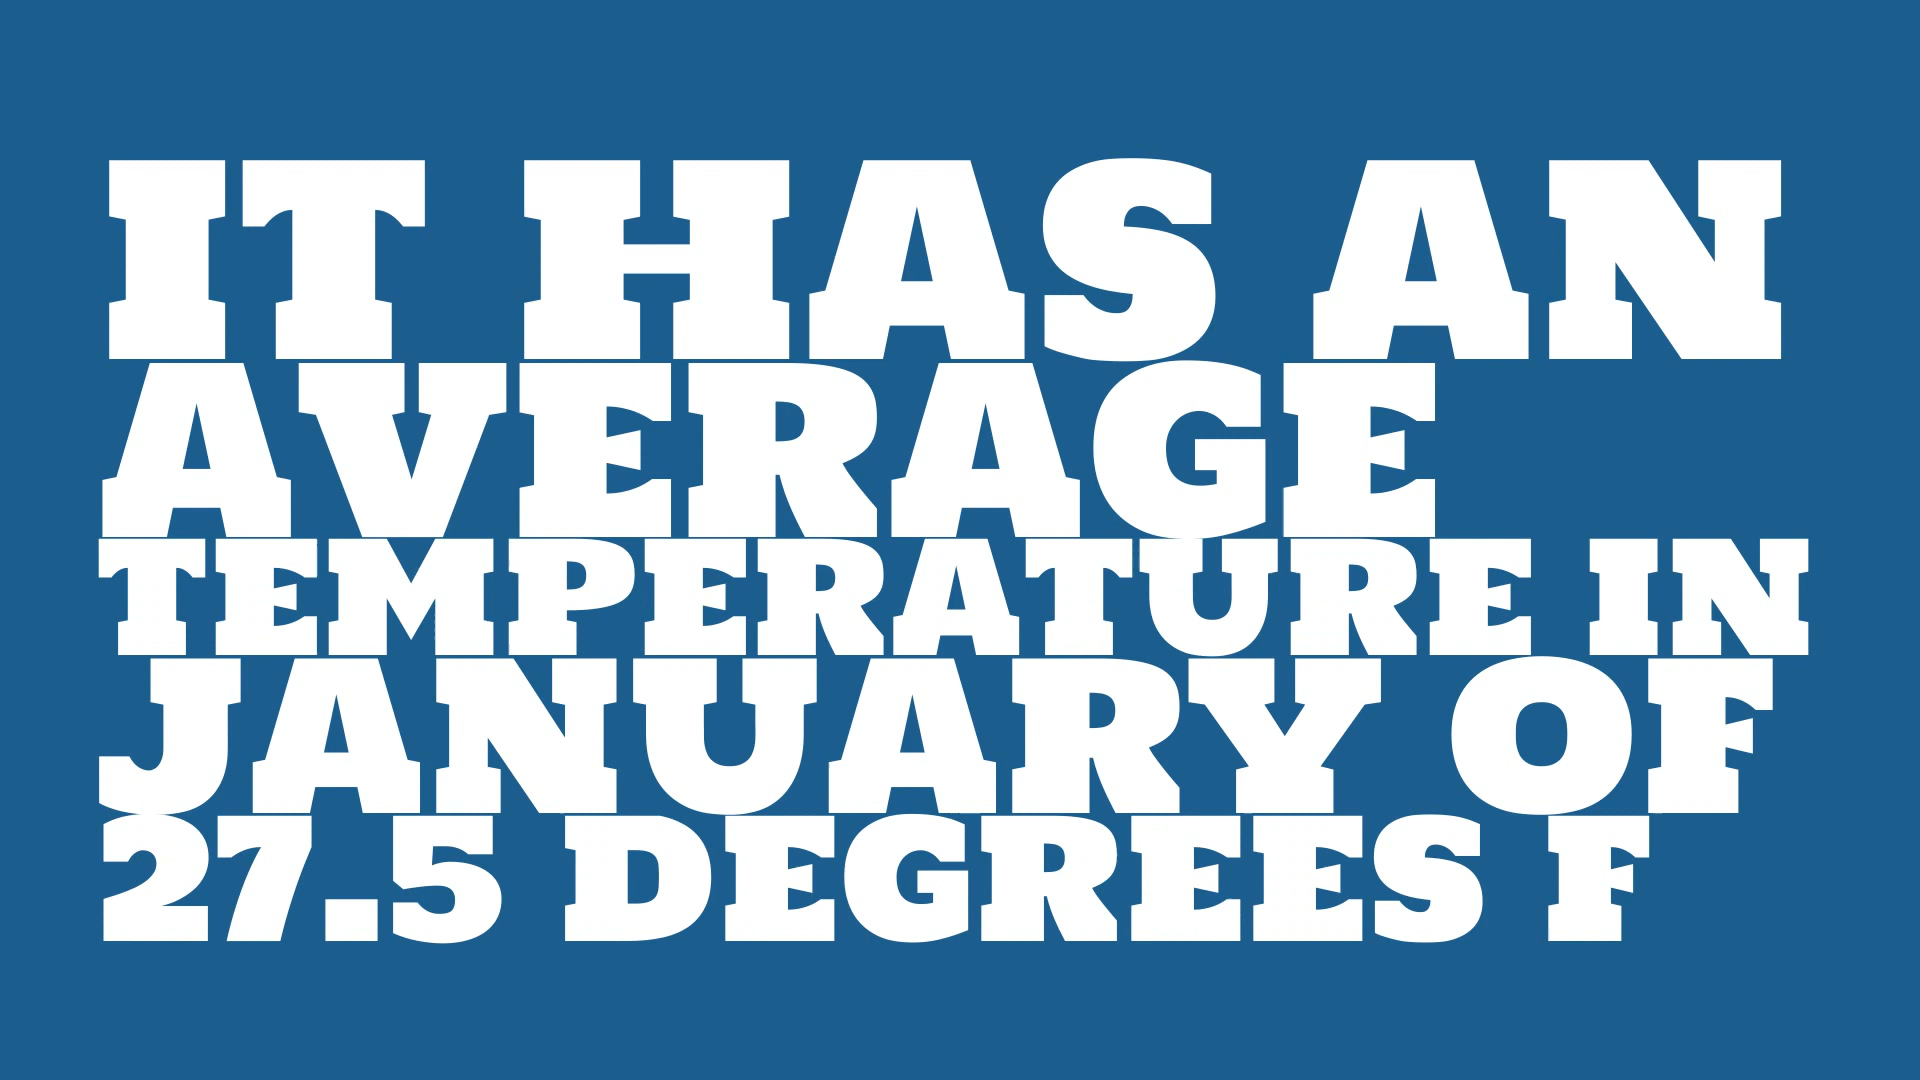 IT HAS AN
AVERAGE
TEMPERATURE IN
JANUARY OF
27.5 DEGREES F